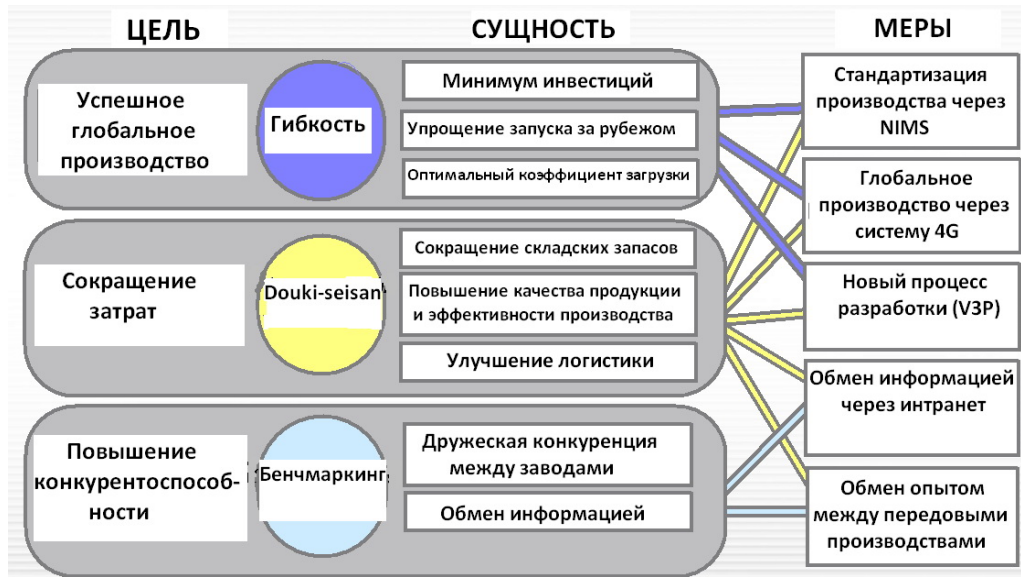 ЦЕЛЬ
СУЩНОСТЬ
МЕРЫ
Успешное
глобальное
производство
Гибкость
Минимум инвестиций
Упрощение запуска за рубежом
Оптимальный коэффициент загрузки
Сокращение
затрат
Douki-seisan
Сокращение складских запасов
Повышение качества продукции
и эффективности производства
Улучшение логистики
Повышение
конкурентоспособ-
ности
Бенчмаркинг
Дружеская конкуренция
между заводами
Обмен информацией
Стандартизация
производства через
NIMS
Глобальное
производство через
систему 4G
Новый процесс
разработки (V3P)
Обмен информацией
через интранет
Обмен опытом
между передовыми
производствами